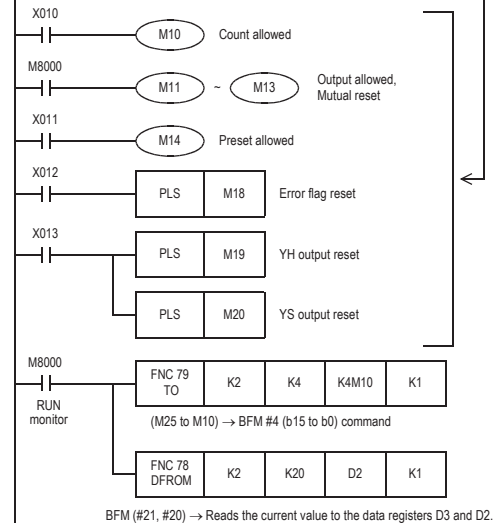 X010
M10 Count allowed
M8000
M11 ~ M13 Output allowed,
Mutual reset
X011
M14 Preset allowed
X012
PLS M18 Error flag reset
X013
PLS M19 YH output reset
PLS M20 YS output reset
M8000
RUN
monitor
FNC 79
TO K2 K4 K4M10 K1
(M25 to M10) → BFM #4 (b15 to b0) command
FNC 78
DFROM K2 K20 D2 K1
BFM (#21, #20) → Reads the current value to the data registers D3 and D2.